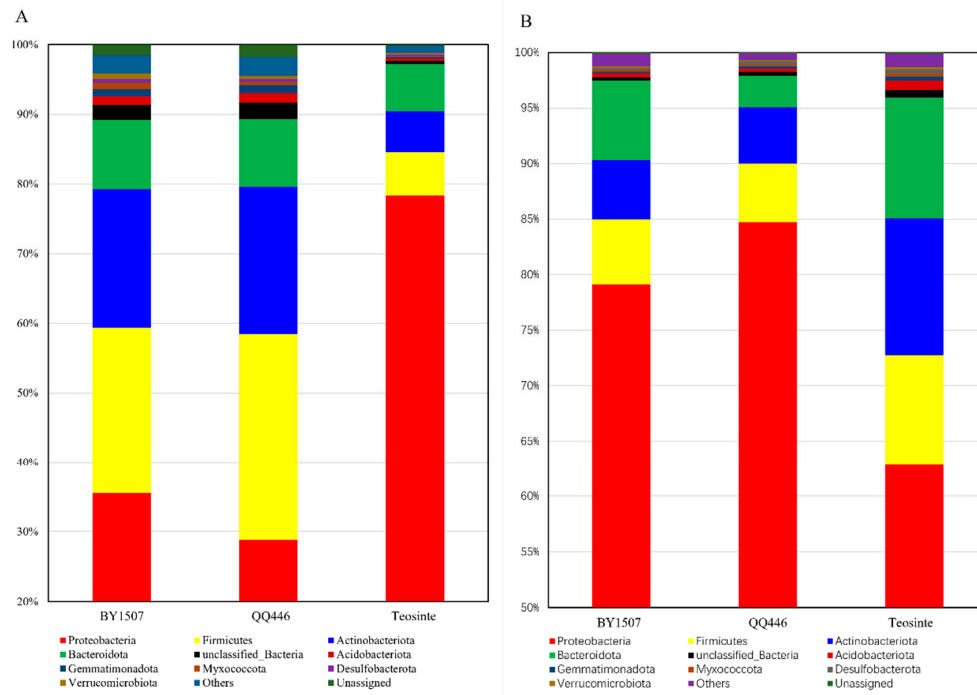 A
100%
90%
80%
70%
60%
50%
40%
30%
20%
BY1507 QQ446 Teosinte
Proteobacteria Firmicutes Actinobacteriota
Bacteroidota unclassified_Bacteria Acidobacteriota
Gemmatimonadota Myxococcota Desulfobacterota
Verrucomicrobiota Others Unassigned
B
100%
95%
90%
85%
80%
75%
70%
65%
60%
55%
50%
BY1507 QQ446 Teosinte
Proteobacteria Firmicutes Actinobacteriota
Bacteroidota unclassified_Bacteria Acidobacteriota
Gemmatimonadota Myxococcota Desulfobacterota
Verrucomicrobiota Others Unassigned